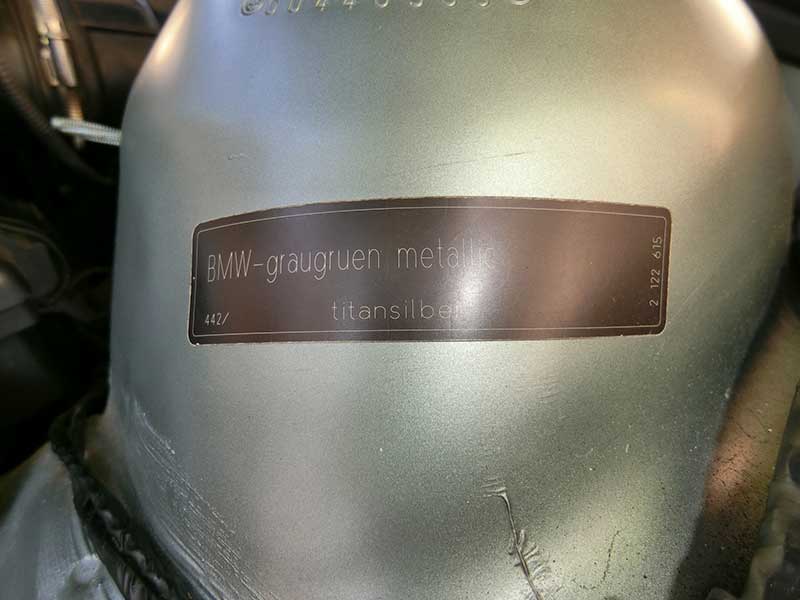 BMW-graugruen metallic
442/ titansilber
2 122 615